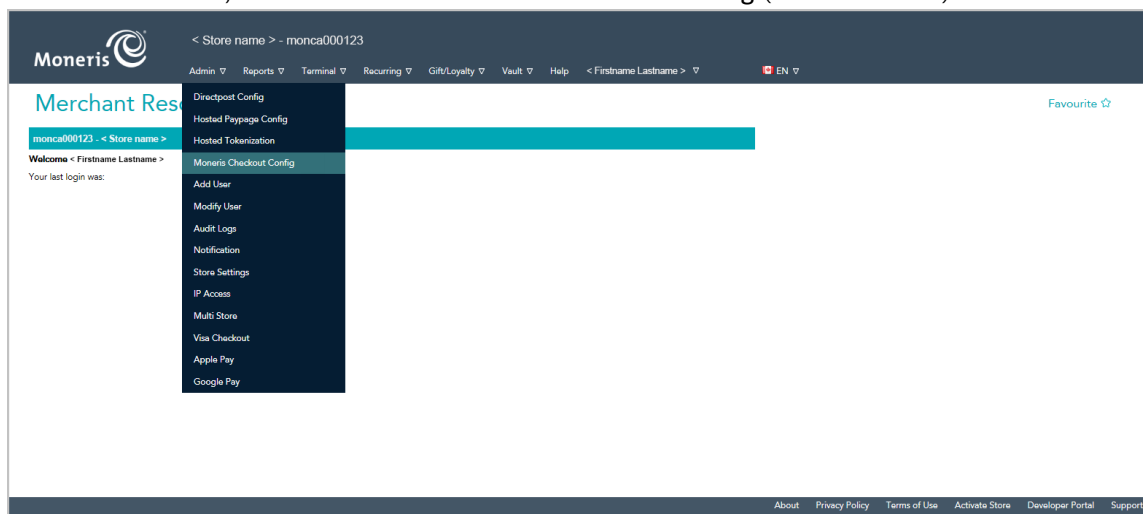 < Store name > - monca000123
Moneris
Admin ▽ Reports ▽ Terminal ▽ Recurring ▽ Gift/Loyalty ▽ Vault ▽ Help < Firstname Lastname > ▽ EN ▽
Merchant Res
Favourite ☆
Directpost Config
Hosted Paypage Config
monca000123 - < Store name >
Hosted Tokenization
Welcome < Firstname Lastname >
Moneris Checkout Config
Your last login was:
Add User
Modify User
Audit Logs
Notification
Store Settings
IP Access
Multi Store
Visa Checkout
Apple Pay
Google Pay
About Privacy Policy Terms of Use Activate Store Developer Portal Support